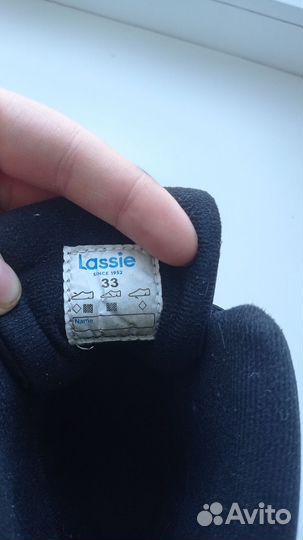 Lassie
SINCE 1952
33
Name
Avito